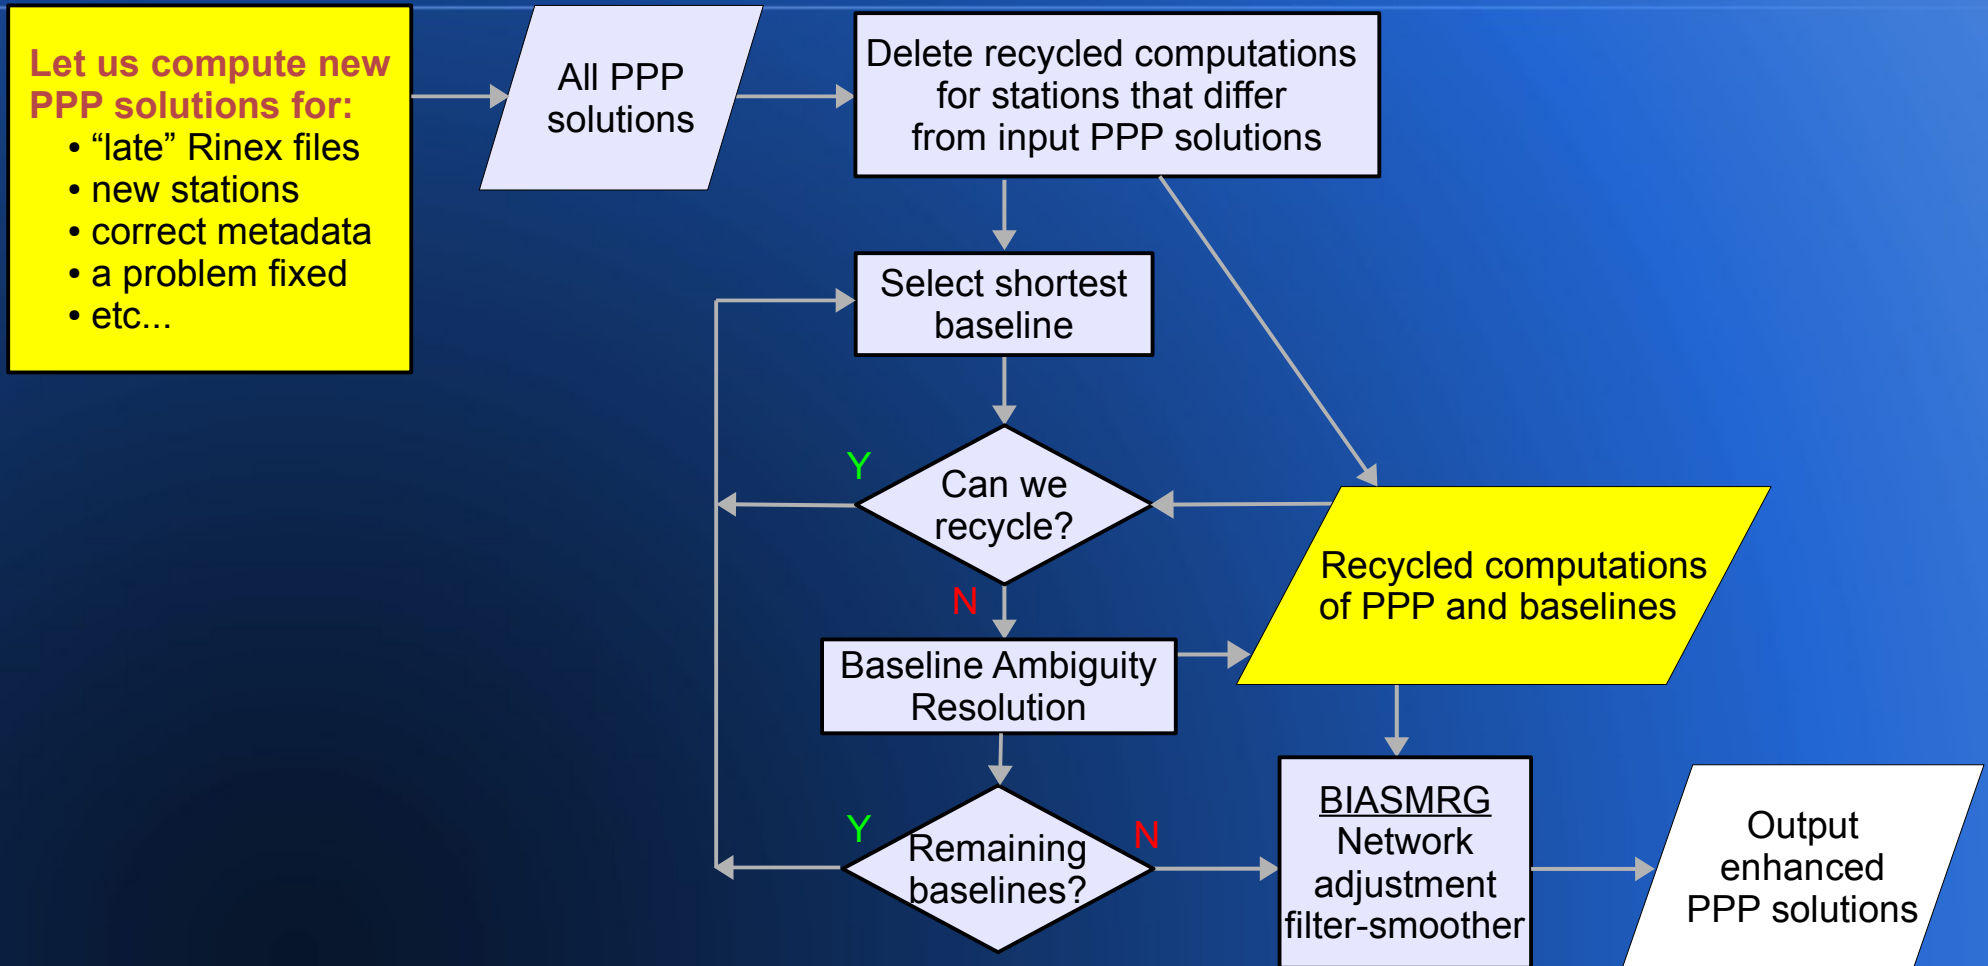 Let us compute new
PPP solutions for:
• “late” Rinex files
• new stations
• correct metadata
• a problem fixed
• etc...
All PPP
solutions
Delete recycled computations
for stations that differ
from input PPP solutions
Select shortest
baseline
Y
Can we
recycle?
N
Recycled computations
of PPP and baselines
Baseline Ambiguity
Resolution
Y
Remaining
baselines?
N
BIASMRG
Network
adjustment
filter-smoother
Output
enhanced
PPP solutions